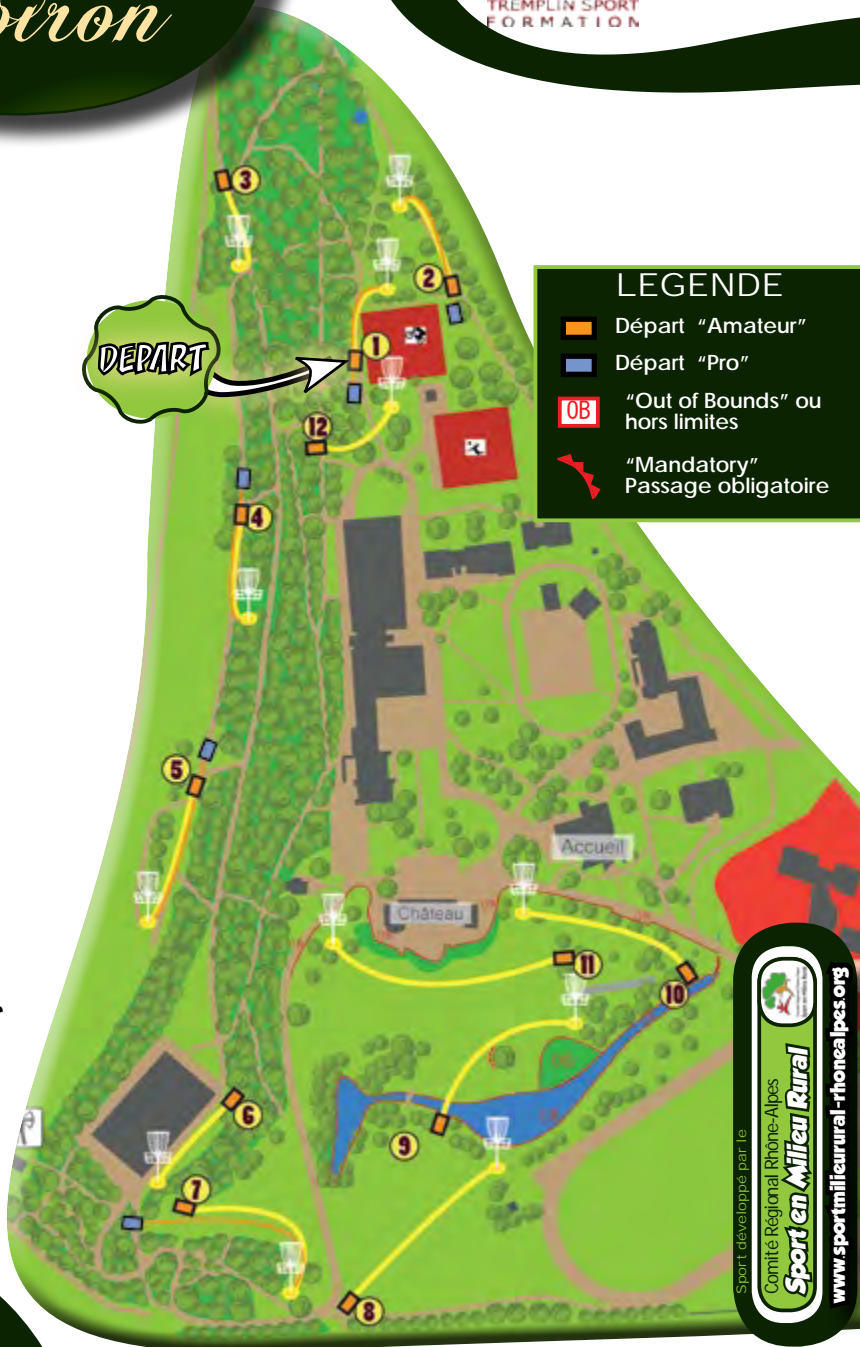 TREMPLIN SPORT
FORMATION
3
2
DEPART
1
12
LEGENDE
Départ "Amateur"
Départ "Pro"
OB
"Out of Bounds" ou
hors limites
"Mandatory"
Passage obligatoire
4
5
Accueil
Château
11
10
6
9
7
8
Sport développé par le
Comité Régional Rhône-Alpes
Sport en Milieu Rural
www.sportmilieurural-rhonealpes.org